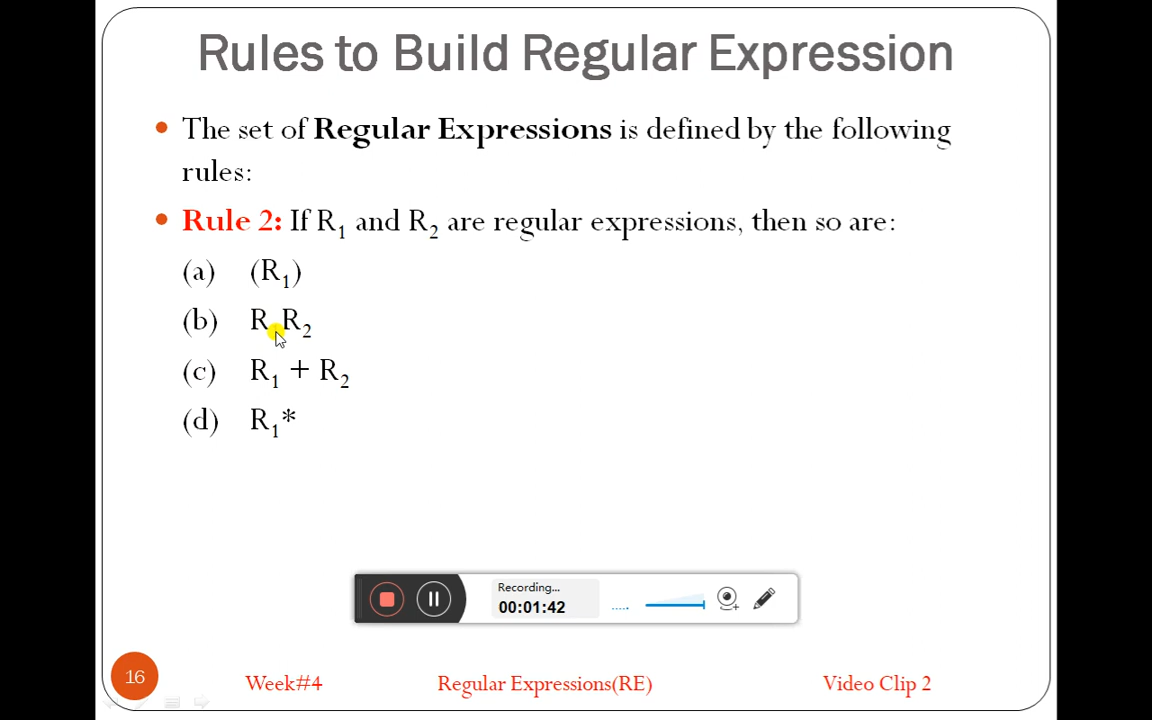 Rules to Build Regular Expression
• The set of Regular Expressions is defined by the following
rules:
• Rule 2: If R₁ and R₂ are regular expressions, then so are:
(a) (R₁)
(b) R R₂
(c) R₁ + R₂
(d) R₁*
Recording...
00:01:42
16 Week#4 Regular Expressions(RE) Video Clip 2